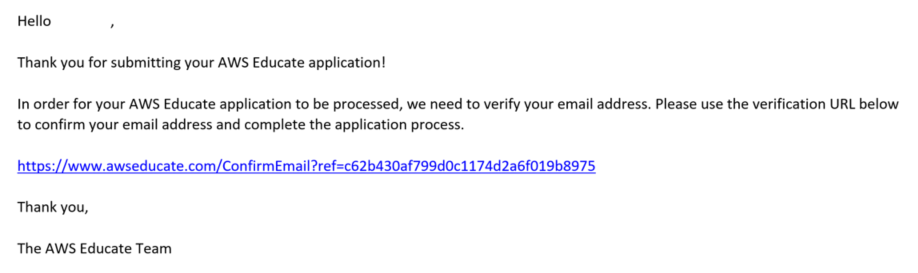 Hello ,
Thank you for submitting your AWS Educate application!
In order for your AWS Educate application to be processed, we need to verify your email address. Please use the verification URL below
to confirm your email address and complete the application process.
https://www.awseducate.com/ConfirmEmail?ref=c62b430af799d0c1174d2a6f019b8975
Thank you,
The AWS Educate Team